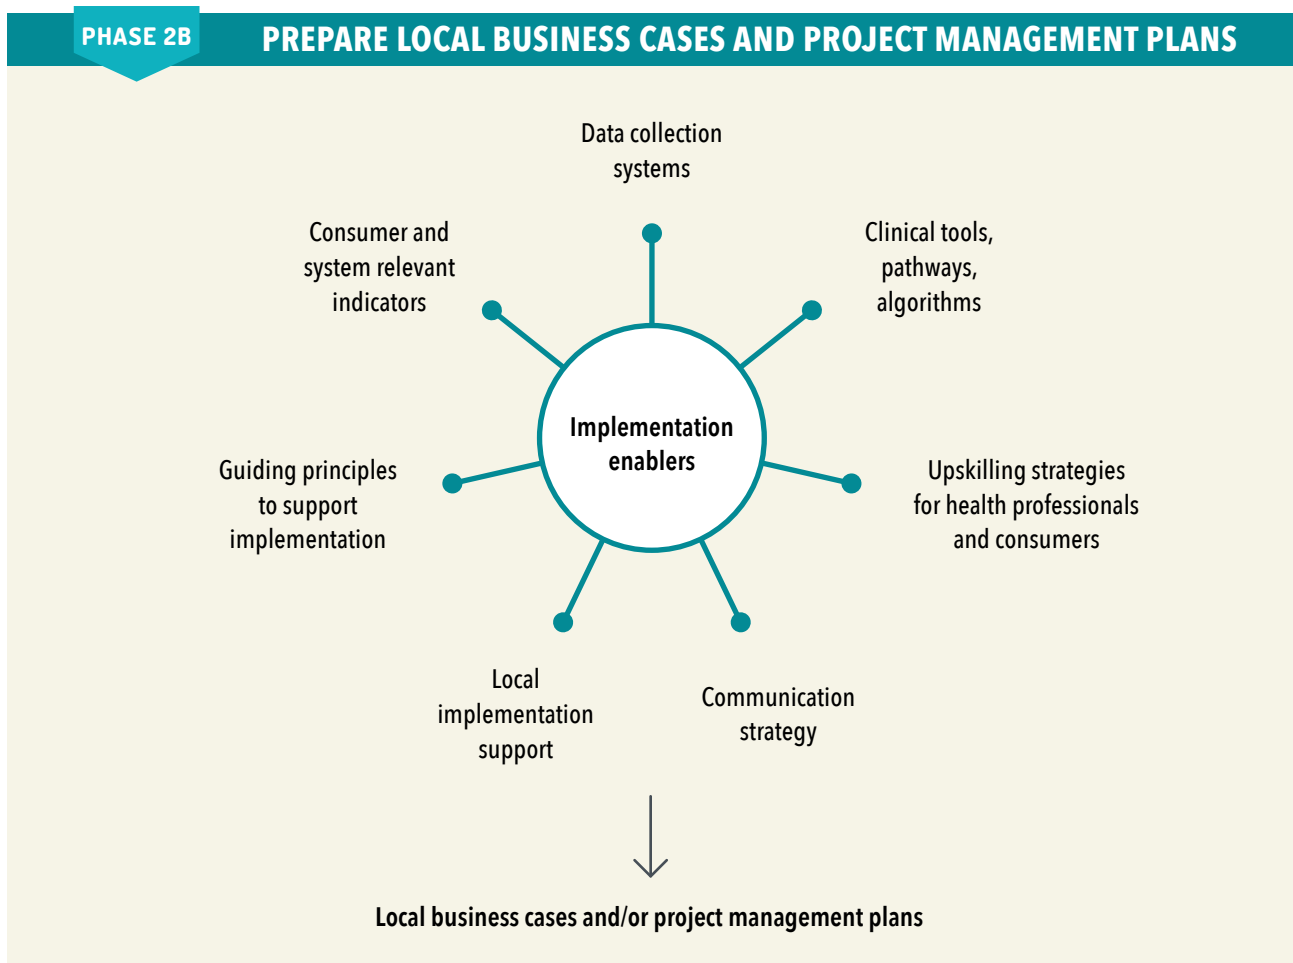 PHASE 2B
PREPARE LOCAL BUSINESS CASES AND PROJECT MANAGEMENT PLANS
Data collection
systems
Consumer and
system relevant
indicators
Clinical tools,
pathways,
algorithms
Implementation
enablers
Guiding principles
to support
implementation
Upskilling strategies
for health professionals
and consumers
Local
implementation
support
Communication
strategy
Local business cases and/or project management plans